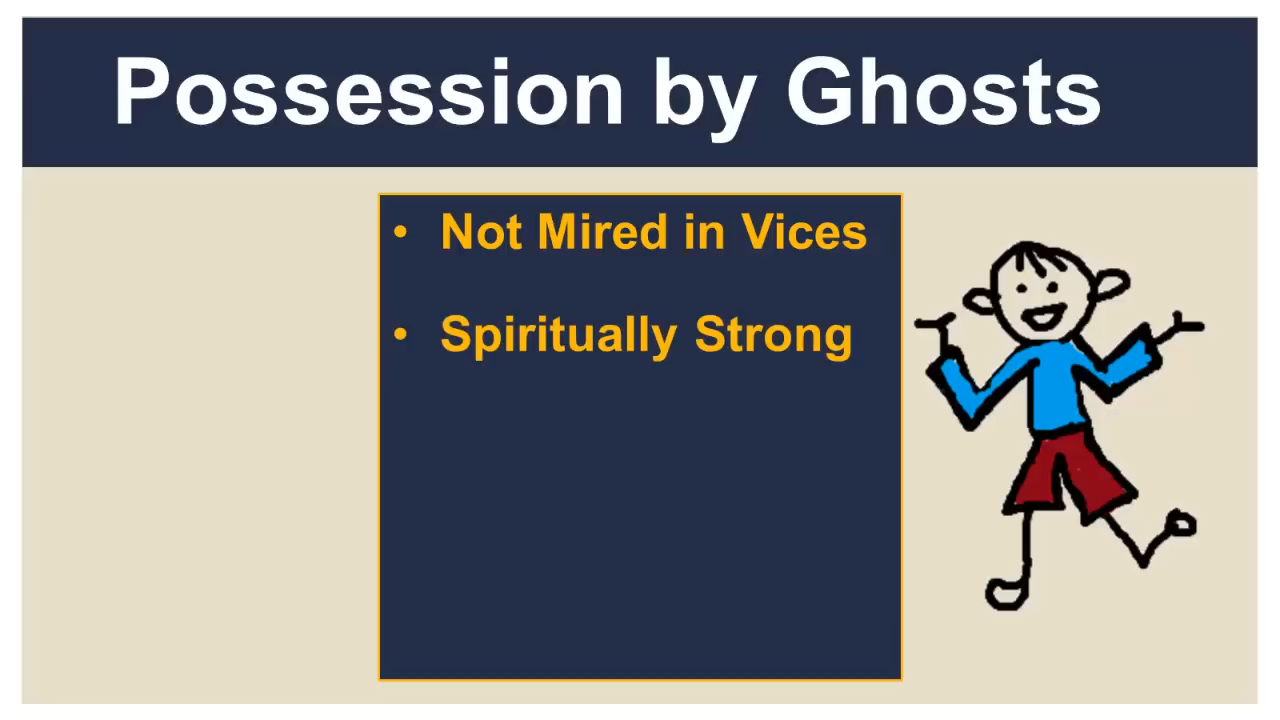 Possession by Ghosts
• Not Mired in Vices
• Spiritually Strong